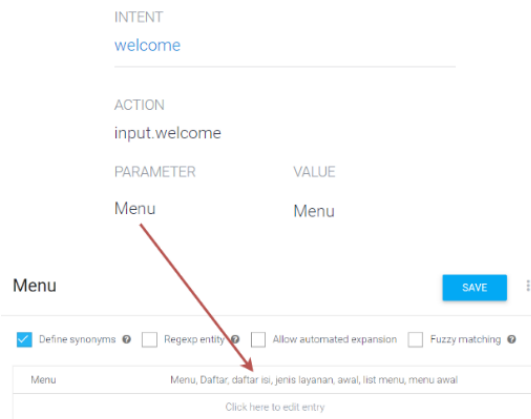 INTENT
welcome
ACTION
input.welcome
PARAMETER VALUE
Menu Menu
Menu SAVE
Define synonyms Regexp entity Allow automated expansion Fuzzy matching
Menu Menu, Daftar, daftar isi, jenis layanan, awal, list menu, menu awal
Click here to edit entry